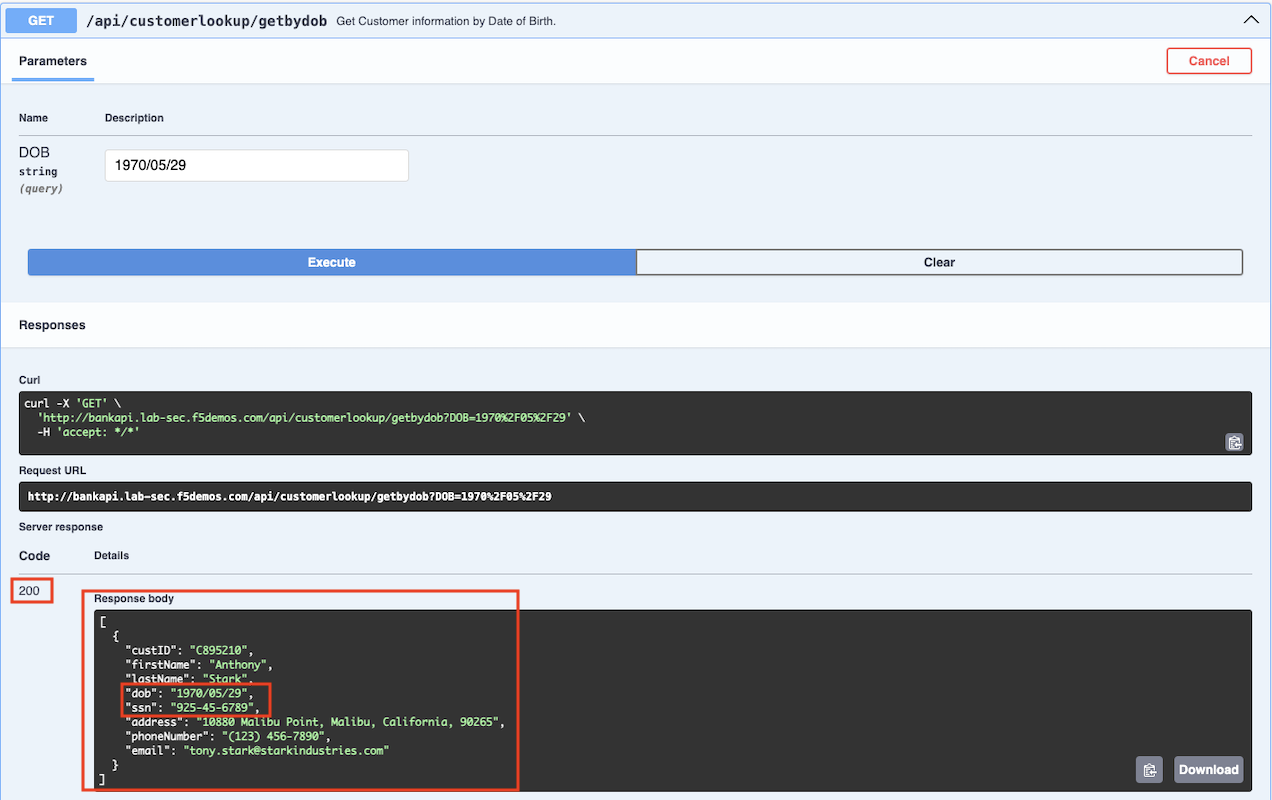 GET /api/customerlookup/getbydob Get Customer information by Date of Birth.
Parameters
Cancel
Name Description
DOB
string
(query)
1970/05/29
Execute Clear
Responses
Curl
curl -X 'GET' \
'http://bankapi.lab-sec.f5demos.com/api/customerlookup/getbydob?DOB=1970%2F05%2F29' \
-H 'accept: */*'
Request URL
http://bankapi.lab-sec.f5demos.com/api/customerlookup/getbydob?DOB=1970%2F05%2F29
Server response
Code Details
200
Response body
[
{
"custID": "C895210",
"firstName": "Anthony",
"lastName": "Stark",
"dob": "1970/05/29",
"ssn": "925-45-6789",
"address": "10880 Malibu Point, Malibu, California, 90265",
"phoneNumber": "(123) 456-7890",
"email": "tony.stark@starkindustries.com"
}
]
Download